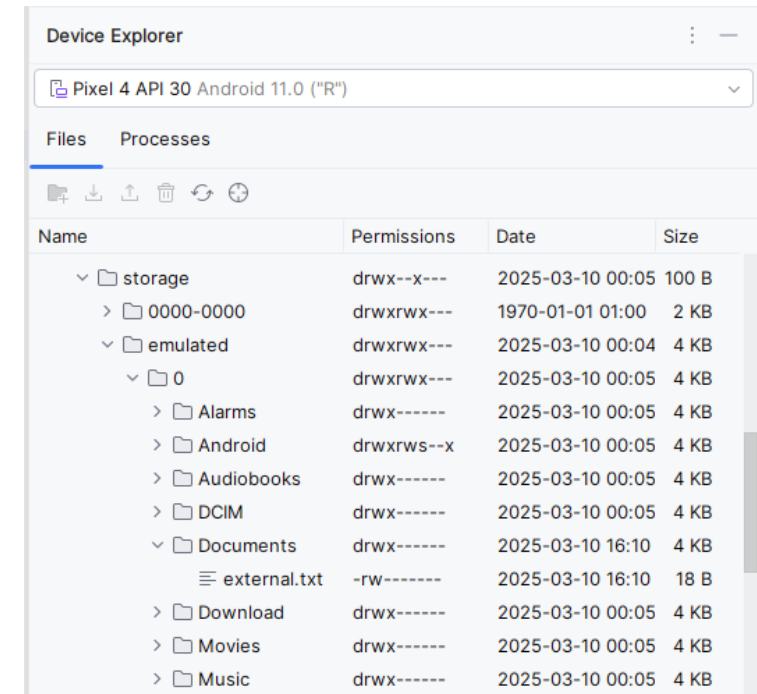 Device Explorer
Pixel 4 API 30 Android 11.0 ("R")
Files Processes
Name Permissions Date Size
storage drwx--x--- 2025-03-10 00:05 100 B
0000-0000 drwxrwx--- 1970-01-01 01:00 2 KB
emulated drwxrwx--- 2025-03-10 00:04 4 KB
0 drwxrwx--- 2025-03-10 00:05 4 KB
Alarms drwx------ 2025-03-10 00:05 4 KB
Android drwxrws--x 2025-03-10 00:05 4 KB
Audiobooks drwx------ 2025-03-10 00:05 4 KB
DCIM drwx------ 2025-03-10 00:05 4 KB
Documents drwx------ 2025-03-10 16:10 4 KB
external.txt -rw------- 2025-03-10 16:10 18 B
Download drwx------ 2025-03-10 00:05 4 KB
Movies drwx------ 2025-03-10 00:05 4 KB
Music drwx------ 2025-03-10 00:05 4 KB